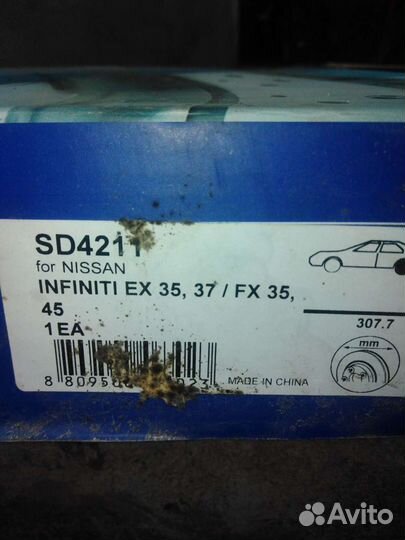 SD4211
for NISSAN
INFINITI EX 35, 37 / FX 35,
45
1EA
307.7
mm
MADE IN CHINA
Avito